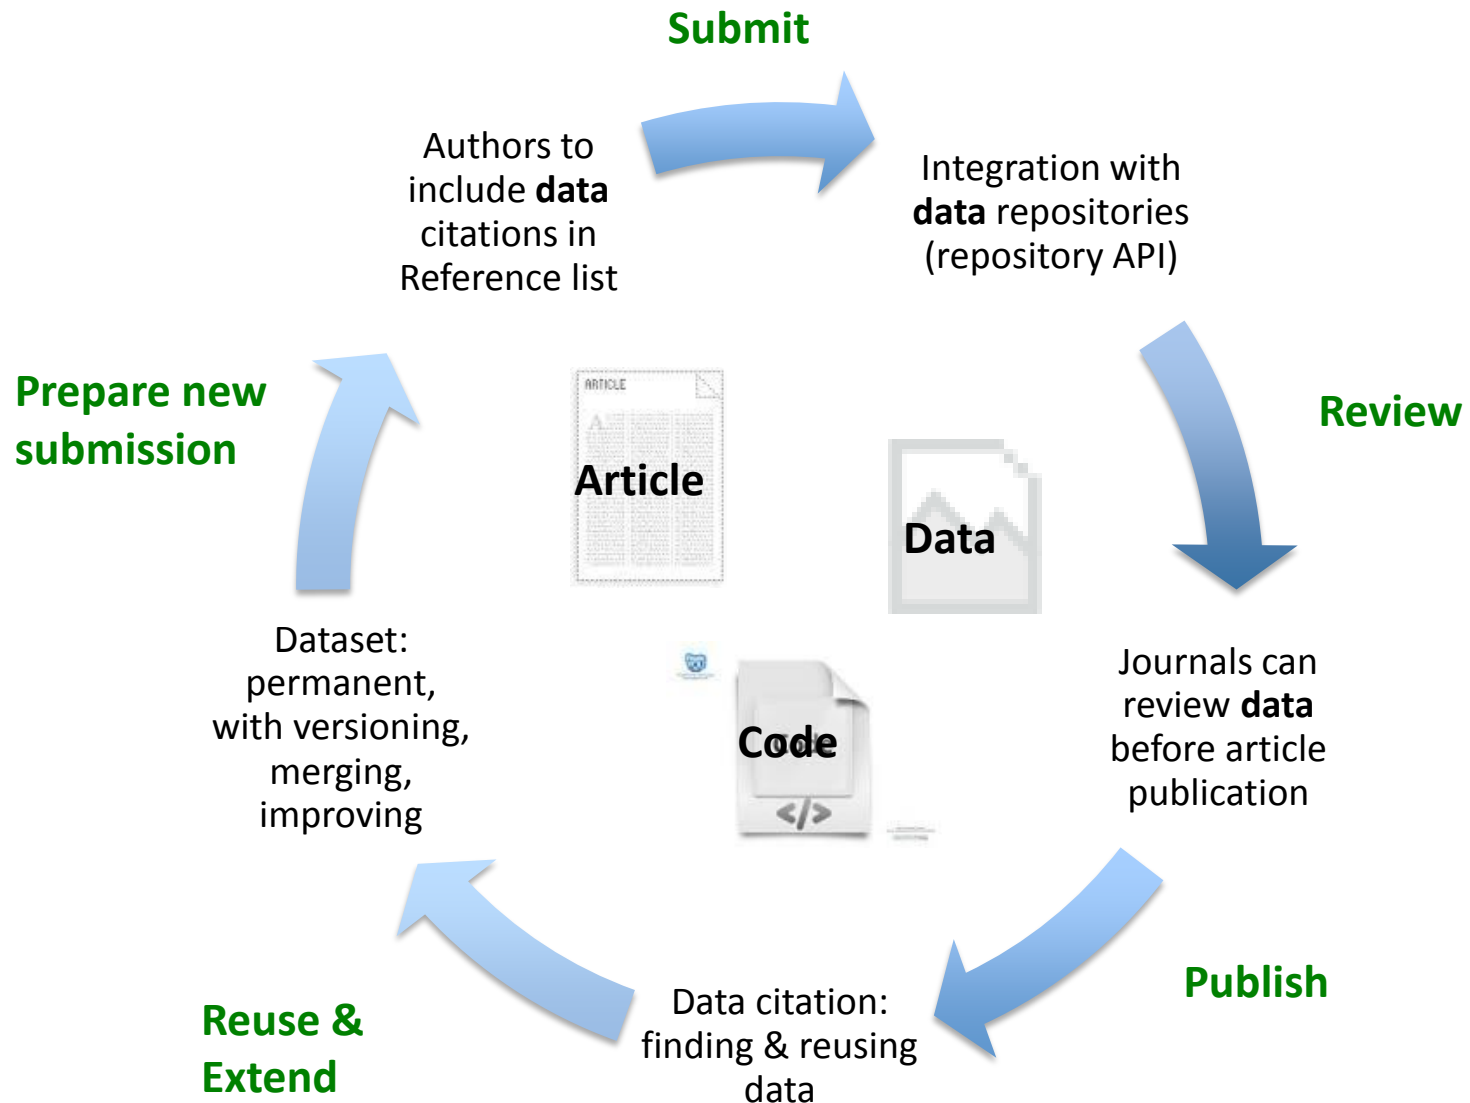 Submit
Authors to
include data
citations in
Reference list
Integration with
data repositories
(repository API)
Prepare new
submission
Review
ARTICLE
Article
Data
Dataset:
permanent,
with versioning,
merging,
improving
Code
</>
Journals can
review data
before article
publication
Publish
Data citation:
finding & reusing
data
Reuse &
Extend